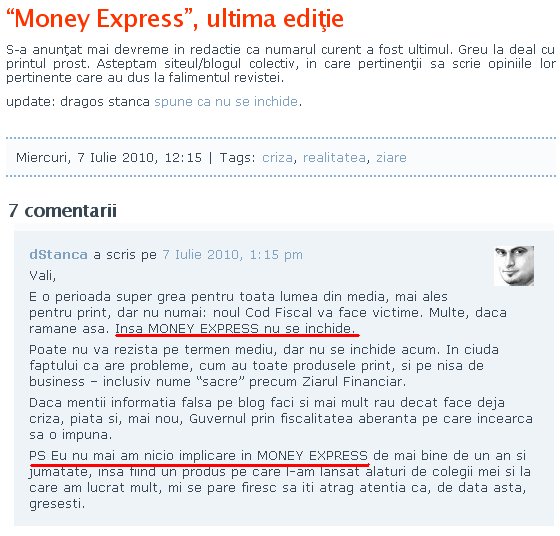 “Money Express”, ultima ediţie
S-a anunţat mai devreme in redactie ca numarul curent a fost ultimul. Greu la deal cu
printul prost. Asteptam siteul/blogul colectiv, in care pertinenţii sa scrie opiniile lor
pertinente care au dus la falimentul revistei.
update: dragos stanca spune ca nu se inchide.
Miercuri, 7 Iulie 2010, 12:15 | Tags: criza, realitatea, ziare
7 comentarii
dStanca a scris pe 7 Iulie 2010, 1:15 pm
Vali,
E o perioada super grea pentru toata lumea din media, mai ales
pentru print, dar nu numai: noul Cod Fiscal va face victime. Multe, daca
ramane asa. Insa MONEY EXPRESS nu se inchide.
Poate nu va rezista pe termen mediu, dar nu se inchide acum. In ciuda
faptului ca are probleme, cum au toate produsele print, si pe nisa de
business – inclusiv nume “sacre” precum Ziarul Financiar.
Daca mentii informatia falsa pe blog faci si mai mult rau decat face deja
criza, piata si, mai nou, Guvernul prin fiscalitatea aberanta pe care incearca
sa o impuna.
PS Eu nu mai am nicio implicare in MONEY EXPRESS de mai bine de un an si
jumatate, insa fiind un produs pe care l-am lansat alaturi de colegii mei si la
care am lucrat mult, mi se pare firesc sa iti atrag atentia ca, de data asta,
gresesti.